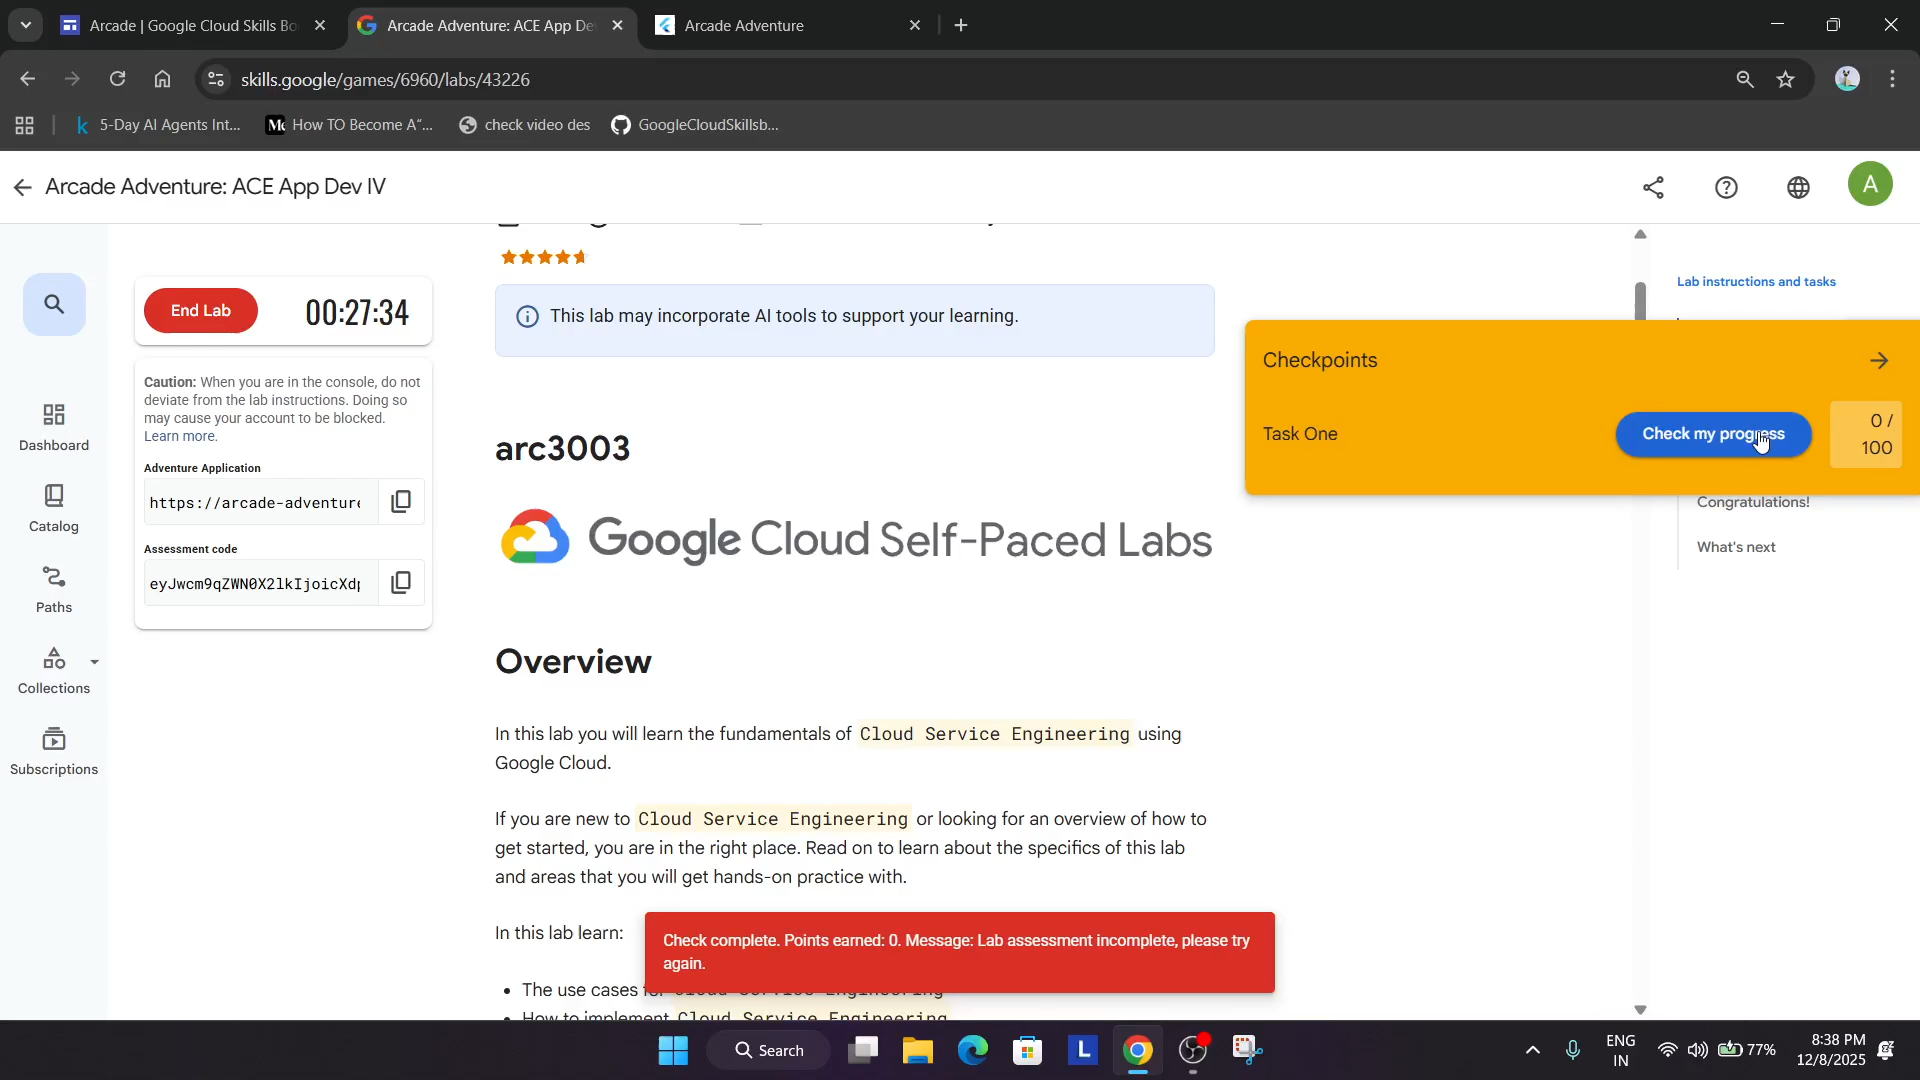 Arcade | Google Cloud Skills Bo
Arcade Adventure: ACE App De
Arcade Adventure
skills.google/games/6960/labs/43226
5-Day AI Agents Int...
How TO Become A"...
check video des
GoogleCloudSkillsb...
Arcade Adventure: ACE App Dev IV
A
End Lab
00:27:34
Caution: When you are in the console, do not
deviate from the lab instructions. Doing so
may cause your account to be blocked.
Learn more.
Adventure Application
https://arcade-adventure
Assessment code
eyJwcm9qZWN0X2lkIjoicXdp
Dashboard
Catalog
Paths
Collections
Subscriptions
This lab may incorporate AI tools to support your learning.
arc3003
Google Cloud Self-Paced Labs
Overview
In this lab you will learn the fundamentals of Cloud Service Engineering using
Google Cloud.
If you are new to Cloud Service Engineering or looking for an overview of how to
get started, you are in the right place. Read on to learn about the specifics of this lab
and areas that you will get hands-on practice with.
In this lab learn:
The use cases for Cloud Service Engineering
How to implement Cloud Service Engineering
Check complete. Points earned: 0. Message: Lab assessment incomplete, please try
again.
Lab instructions and tasks
Checkpoints
Task One
Check my progress
0 /
100
Congratulations!
What's next
Search
ENG
IN
77%
8:38 PM
12/8/2025